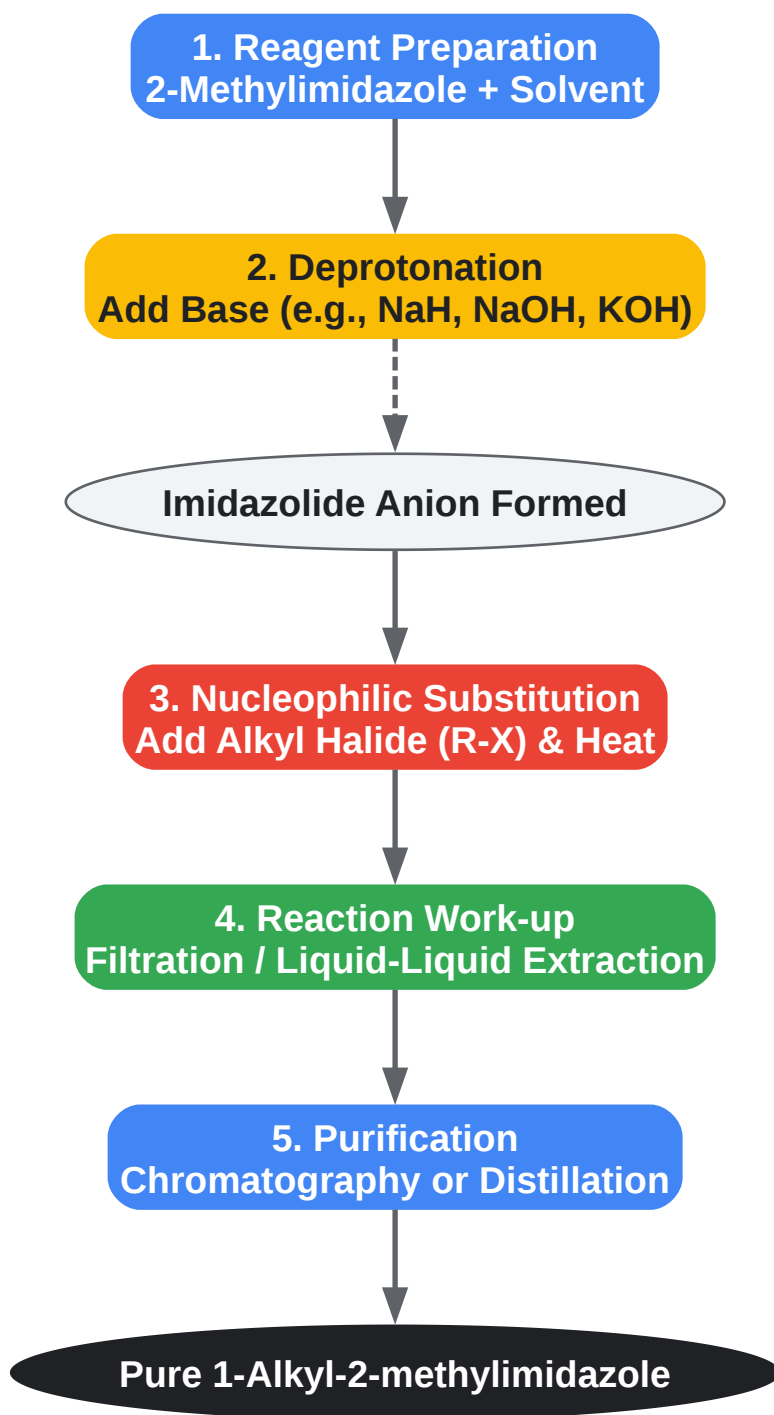 1. Reagent Preparation
2-Methylimidazole + Solvent
2. Deprotonation
Add Base (e.g., NaH, NaOH, KOH)
Imidazolide Anion Formed
3. Nucleophilic Substitution
Add Alkyl Halide (R-X) & Heat
4. Reaction Work-up
Filtration / Liquid-Liquid Extraction
5. Purification
Chromatography or Distillation
Pure 1-Alkyl-2-methylimidazole